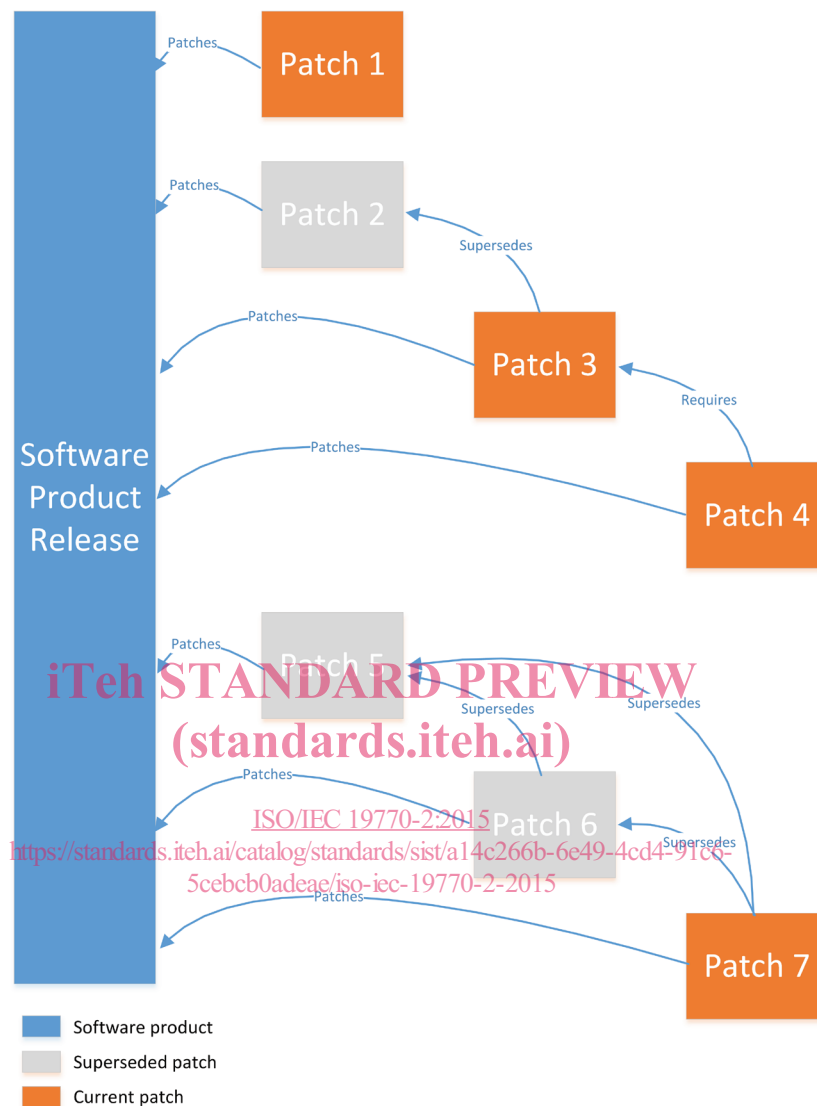 Patches
Patch 1
Patches
Patch 2
Supersedes
Patches
Patch 3
Requires
Patches
Software
Product
Release
Patch 4
Patches
Patch 5
iTeh STANDARD PREVIEW
Supersedes
Supersedes
(standards.iteh.ai)
Patches
ISO/IEC 19770-2:2015
Patch 6
Supersedes
https://standards.iteh.ai/catalog/standards/sist/a14c266b-6e49-4cd4-91c6-
5cebcb0adeae/iso-iec-19770-2-2015
Patches
Patch 7
Software product
Superseded patch
Current patch